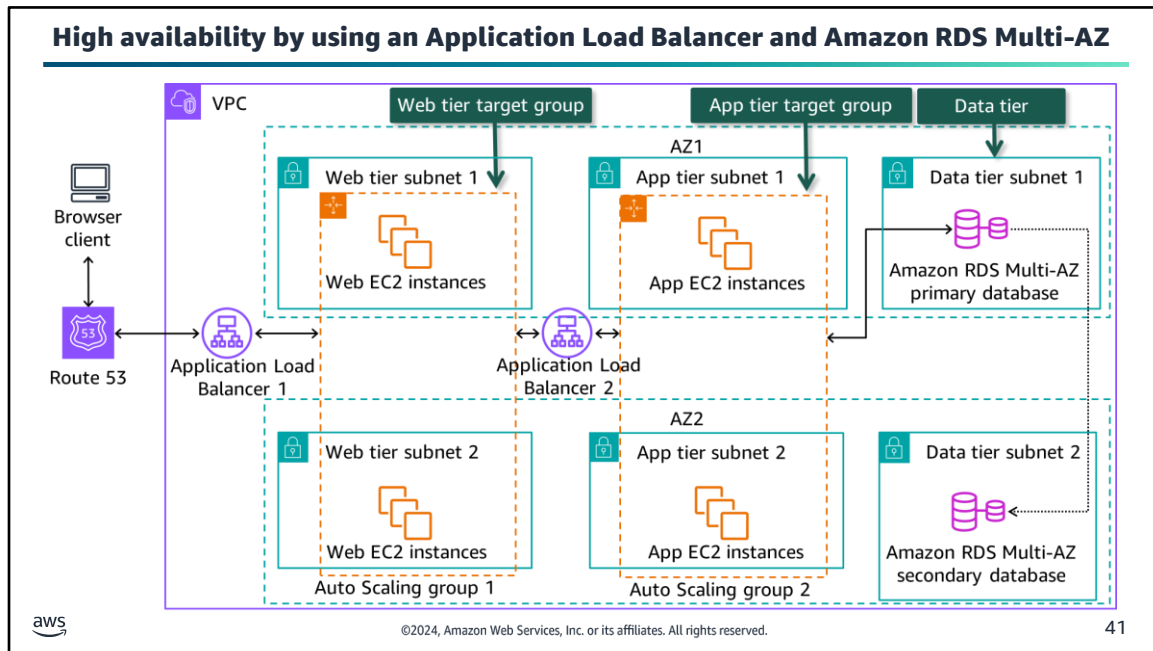 High availability by using an Application Load Balancer and Amazon RDS Multi-AZ
VPC
Web tier target group
App tier target group
Data tier
AZ1
Web tier subnet 1
App tier subnet 1
Data tier subnet 1
Browser
client
Web EC2 instances
App EC2 instances
Amazon RDS Multi-AZ
primary database
53
Route 53
Application Load
Balancer 1
Application Load
Balancer 2
AZ2
Web tier subnet 2
App tier subnet 2
Data tier subnet 2
Web EC2 instances
App EC2 instances
Amazon RDS Multi-AZ
secondary database
Auto Scaling group 1
Auto Scaling group 2
aws
©2024, Amazon Web Services, Inc. or its affiliates. All rights reserved.
41